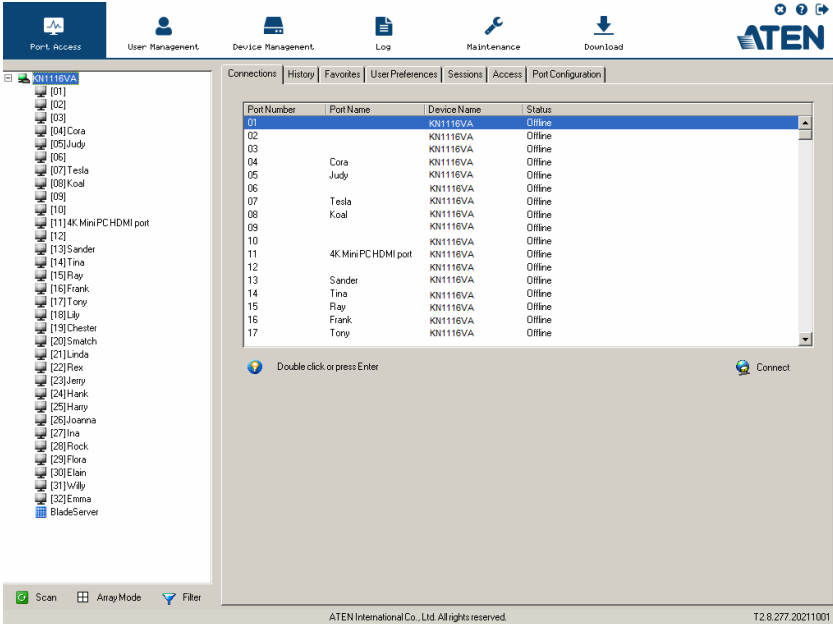 Port Access
User Management
Device Management
Log
Maintenance
Download
ATEN
KN1116VA
[01]
[02]
[03]
[04]Cora
[05]Judy
[06]
[07]Tesla
[08]Koal
[09]
[10]
[11]4K Mini PC HDMI port
[12]
[13]Sander
[14]Tina
[15]Ray
[16]Frank
[17]Tony
[18]Lily
[19]Chester
[20]Smatch
[21]Linda
[22]Rex
[23]Jerry
[24]Hank
[25]Harry
[26]Joanna
[27]Ina
[28]Rock
[29]Flora
[30]Elain
[31]Willy
[32]Emma
BladeServer
Scan
Array Mode
Filter
Connections History Favorites User Preferences Sessions Access Port Configuration
Port Number Port Name Device Name Status
01 KN1116VA Offline
02 KN1116VA Offline
03 KN1116VA Offline
04 Cora KN1116VA Offline
05 Judy KN1116VA Offline
06 KN1116VA Offline
07 Tesla KN1116VA Offline
08 Koal KN1116VA Offline
09 KN1116VA Offline
10 KN1116VA Offline
11 4K Mini PC HDMI port KN1116VA Offline
12 KN1116VA Offline
13 Sander KN1116VA Offline
14 Tina KN1116VA Offline
15 Ray KN1116VA Offline
16 Frank KN1116VA Offline
17 Tony KN1116VA Offline
Double click or press Enter
Connect
ATEN International Co., Ltd. All rights reserved.
T2.8.277.20211001